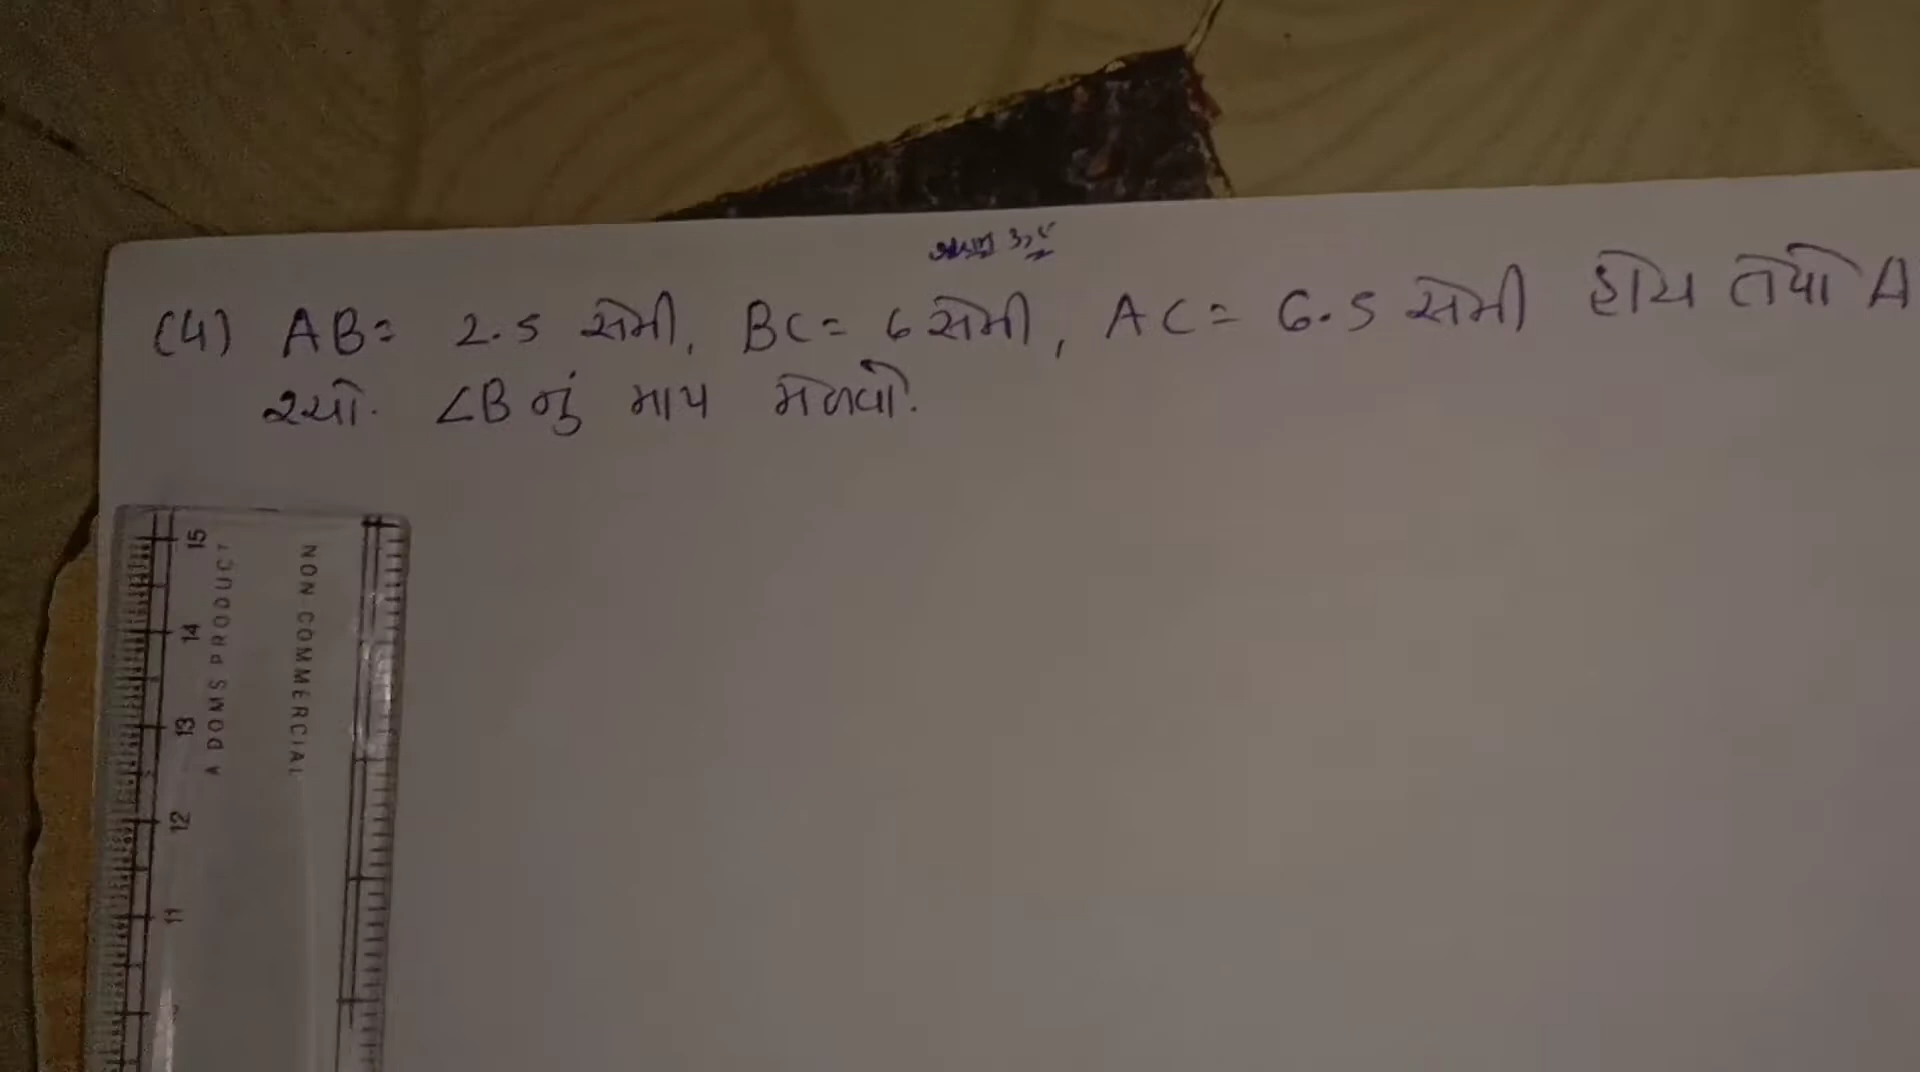 (4) AB = 2.5 સેમી, BC = 6 સેમી, AC = 6.5 સેમી હોય તેવો A
રચો. ∠B નું માપ મેળવો.
15
14
13
12
11
A DOMS PRODUCT
NON-COMMERCIAL